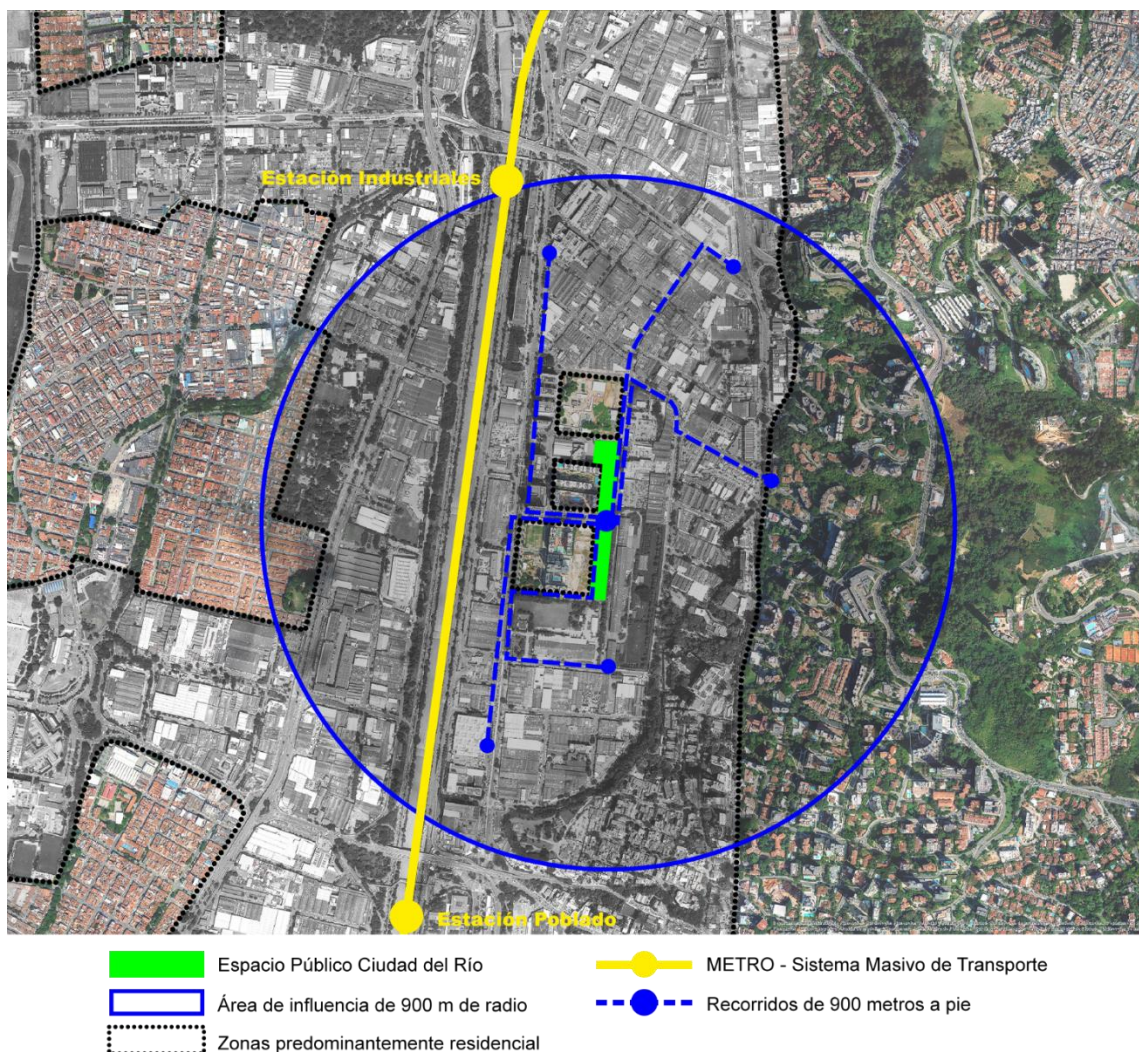 Estación Industriales
Estación Poblado
Espacio Público Ciudad del Río
METRO - Sistema Masivo de Transporte
Área de influencia de 900 m de radio
Recorridos de 900 metros a pie
Zonas predominantemente residencial